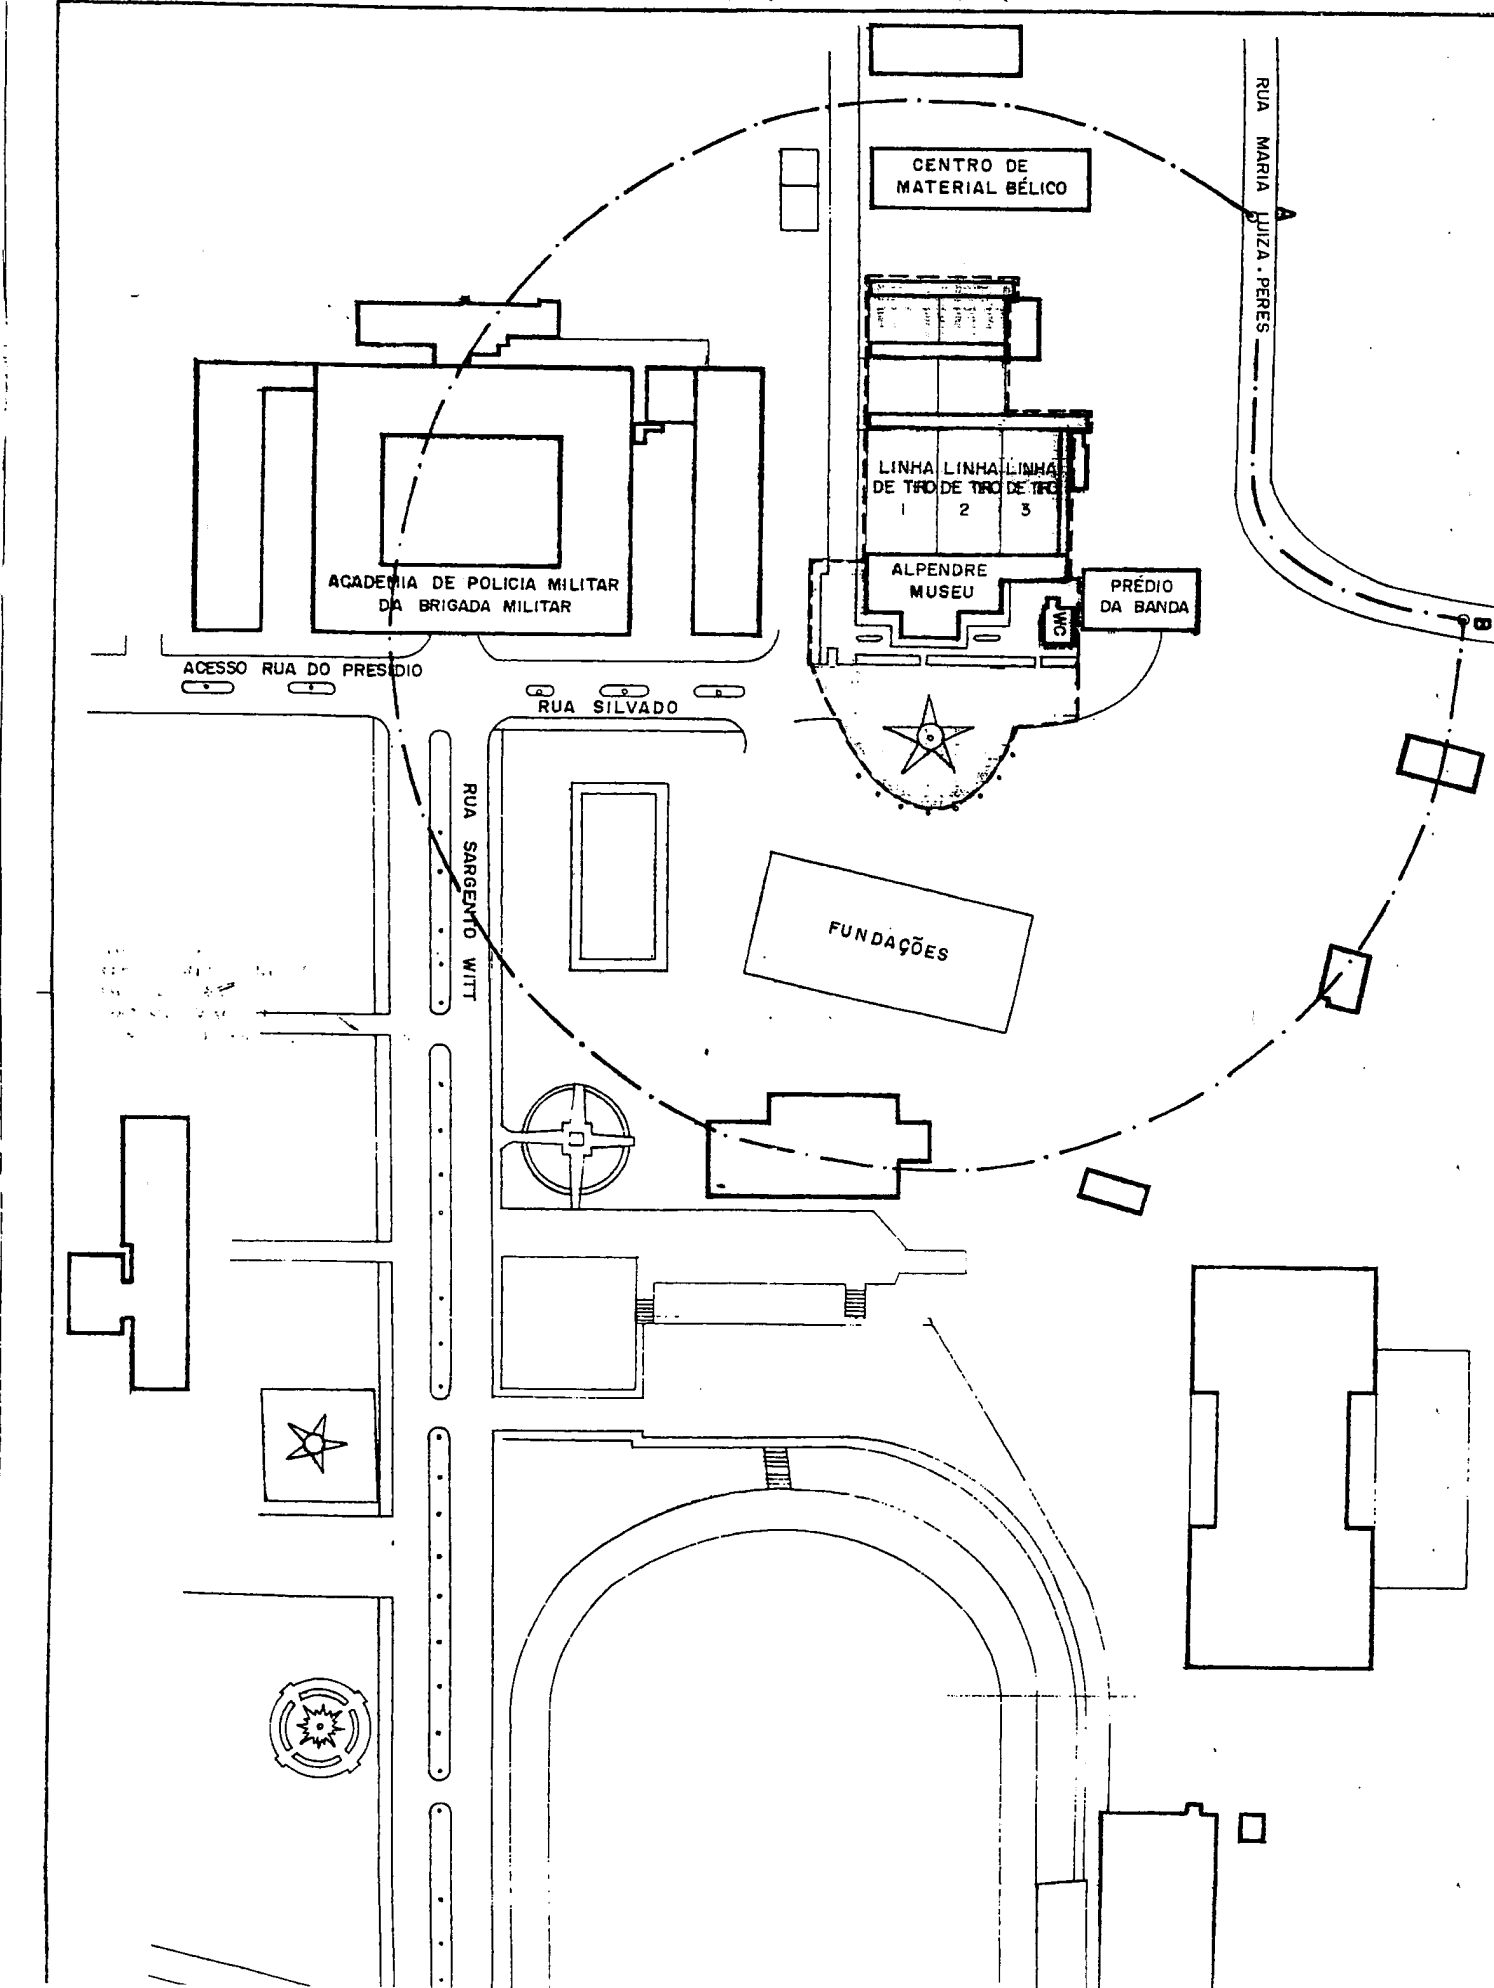 CENTRO DE
MATERIAL BÉLICO
RUA MARIA LUIZA PERES
A
LINHA DE TIRO 1
LINHA DE TIRO 2
LINHA DE TIRO 3
ALPENDRE
MUSEU
WC
PRÉDIO
DA BANDA
B
ACADEMIA DE POLICIA MILITAR
DA BRIGADA MILITAR
ACESSO RUA DO PRESIDIO
RUA SILVADO
RUA SARGENTO WITT
FUNDAÇÕES